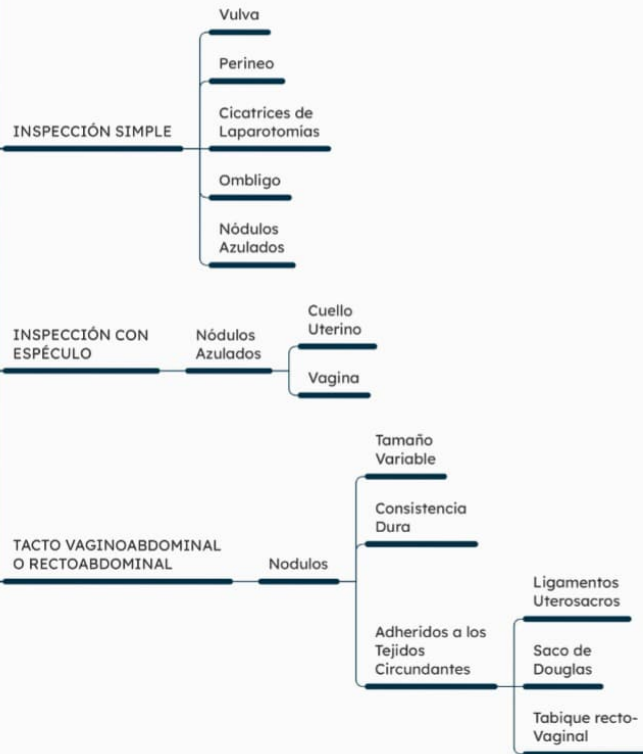 Vulva
Perineo
INSPECCIÓN SIMPLE
Cicatrices de
Laparotomías
Ombligo
Nódulos
Azulados
INSPECCIÓN CON
ESPÉCULO
Nódulos
Azulados
Cuello
Uterino
Vagina
TACTO VAGINOABDOMINAL
O RECTOABDOMINAL
Nodulos
Tamaño
Variable
Consistencia
Dura
Adheridos a los
Tejidos
Circundantes
Ligamentos
Uterosacros
Saco de
Douglas
Tabique recto-
Vaginal